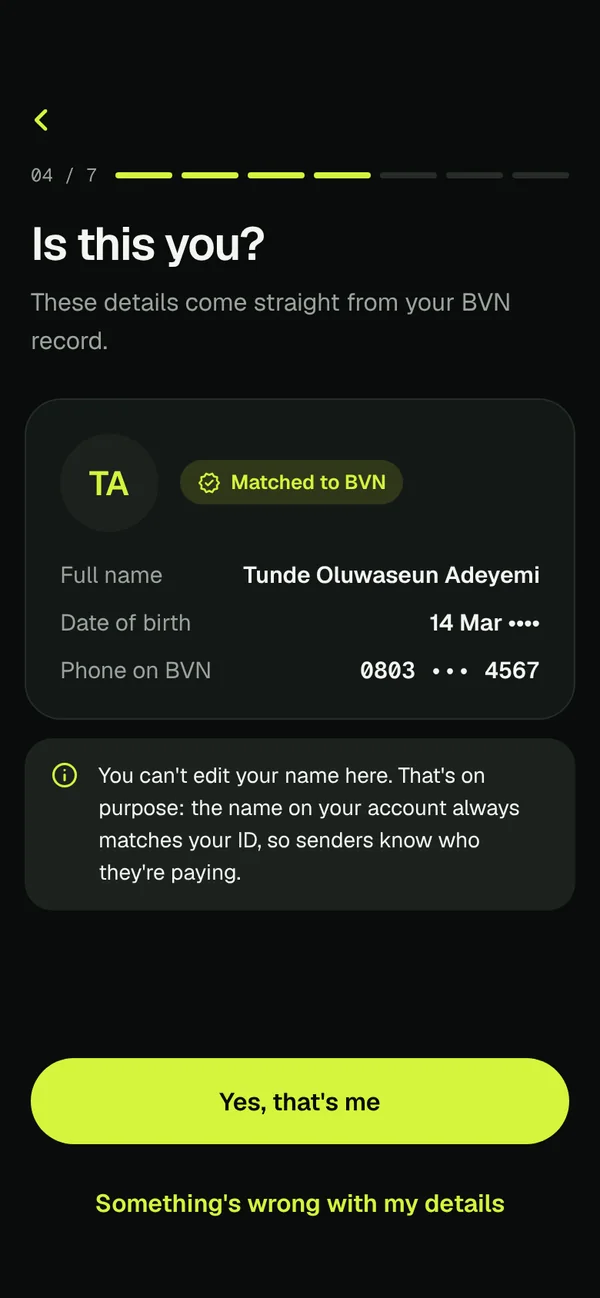 04 / 7
Is this you?
These details come straight from your BVN
record.
TA
Matched to BVN
Full name Tunde Oluwaseun Adeyemi
Date of birth 14 Mar ••••
Phone on BVN 0803 ••• 4567
You can't edit your name here. That's on
purpose: the name on your account always
matches your ID, so senders know who
they're paying.
Yes, that's me
Something's wrong with my details